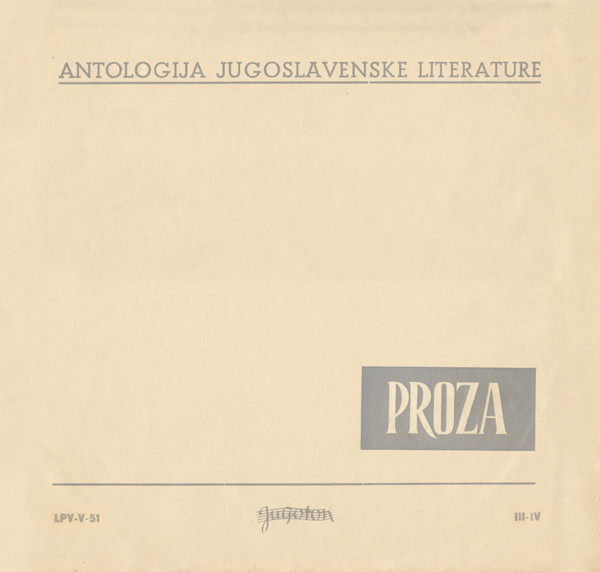 ANTOLOGIJA JUGOSLAVENSKE LITERATURE
PROZA
LPY-V-51
Jugoton
III-IV